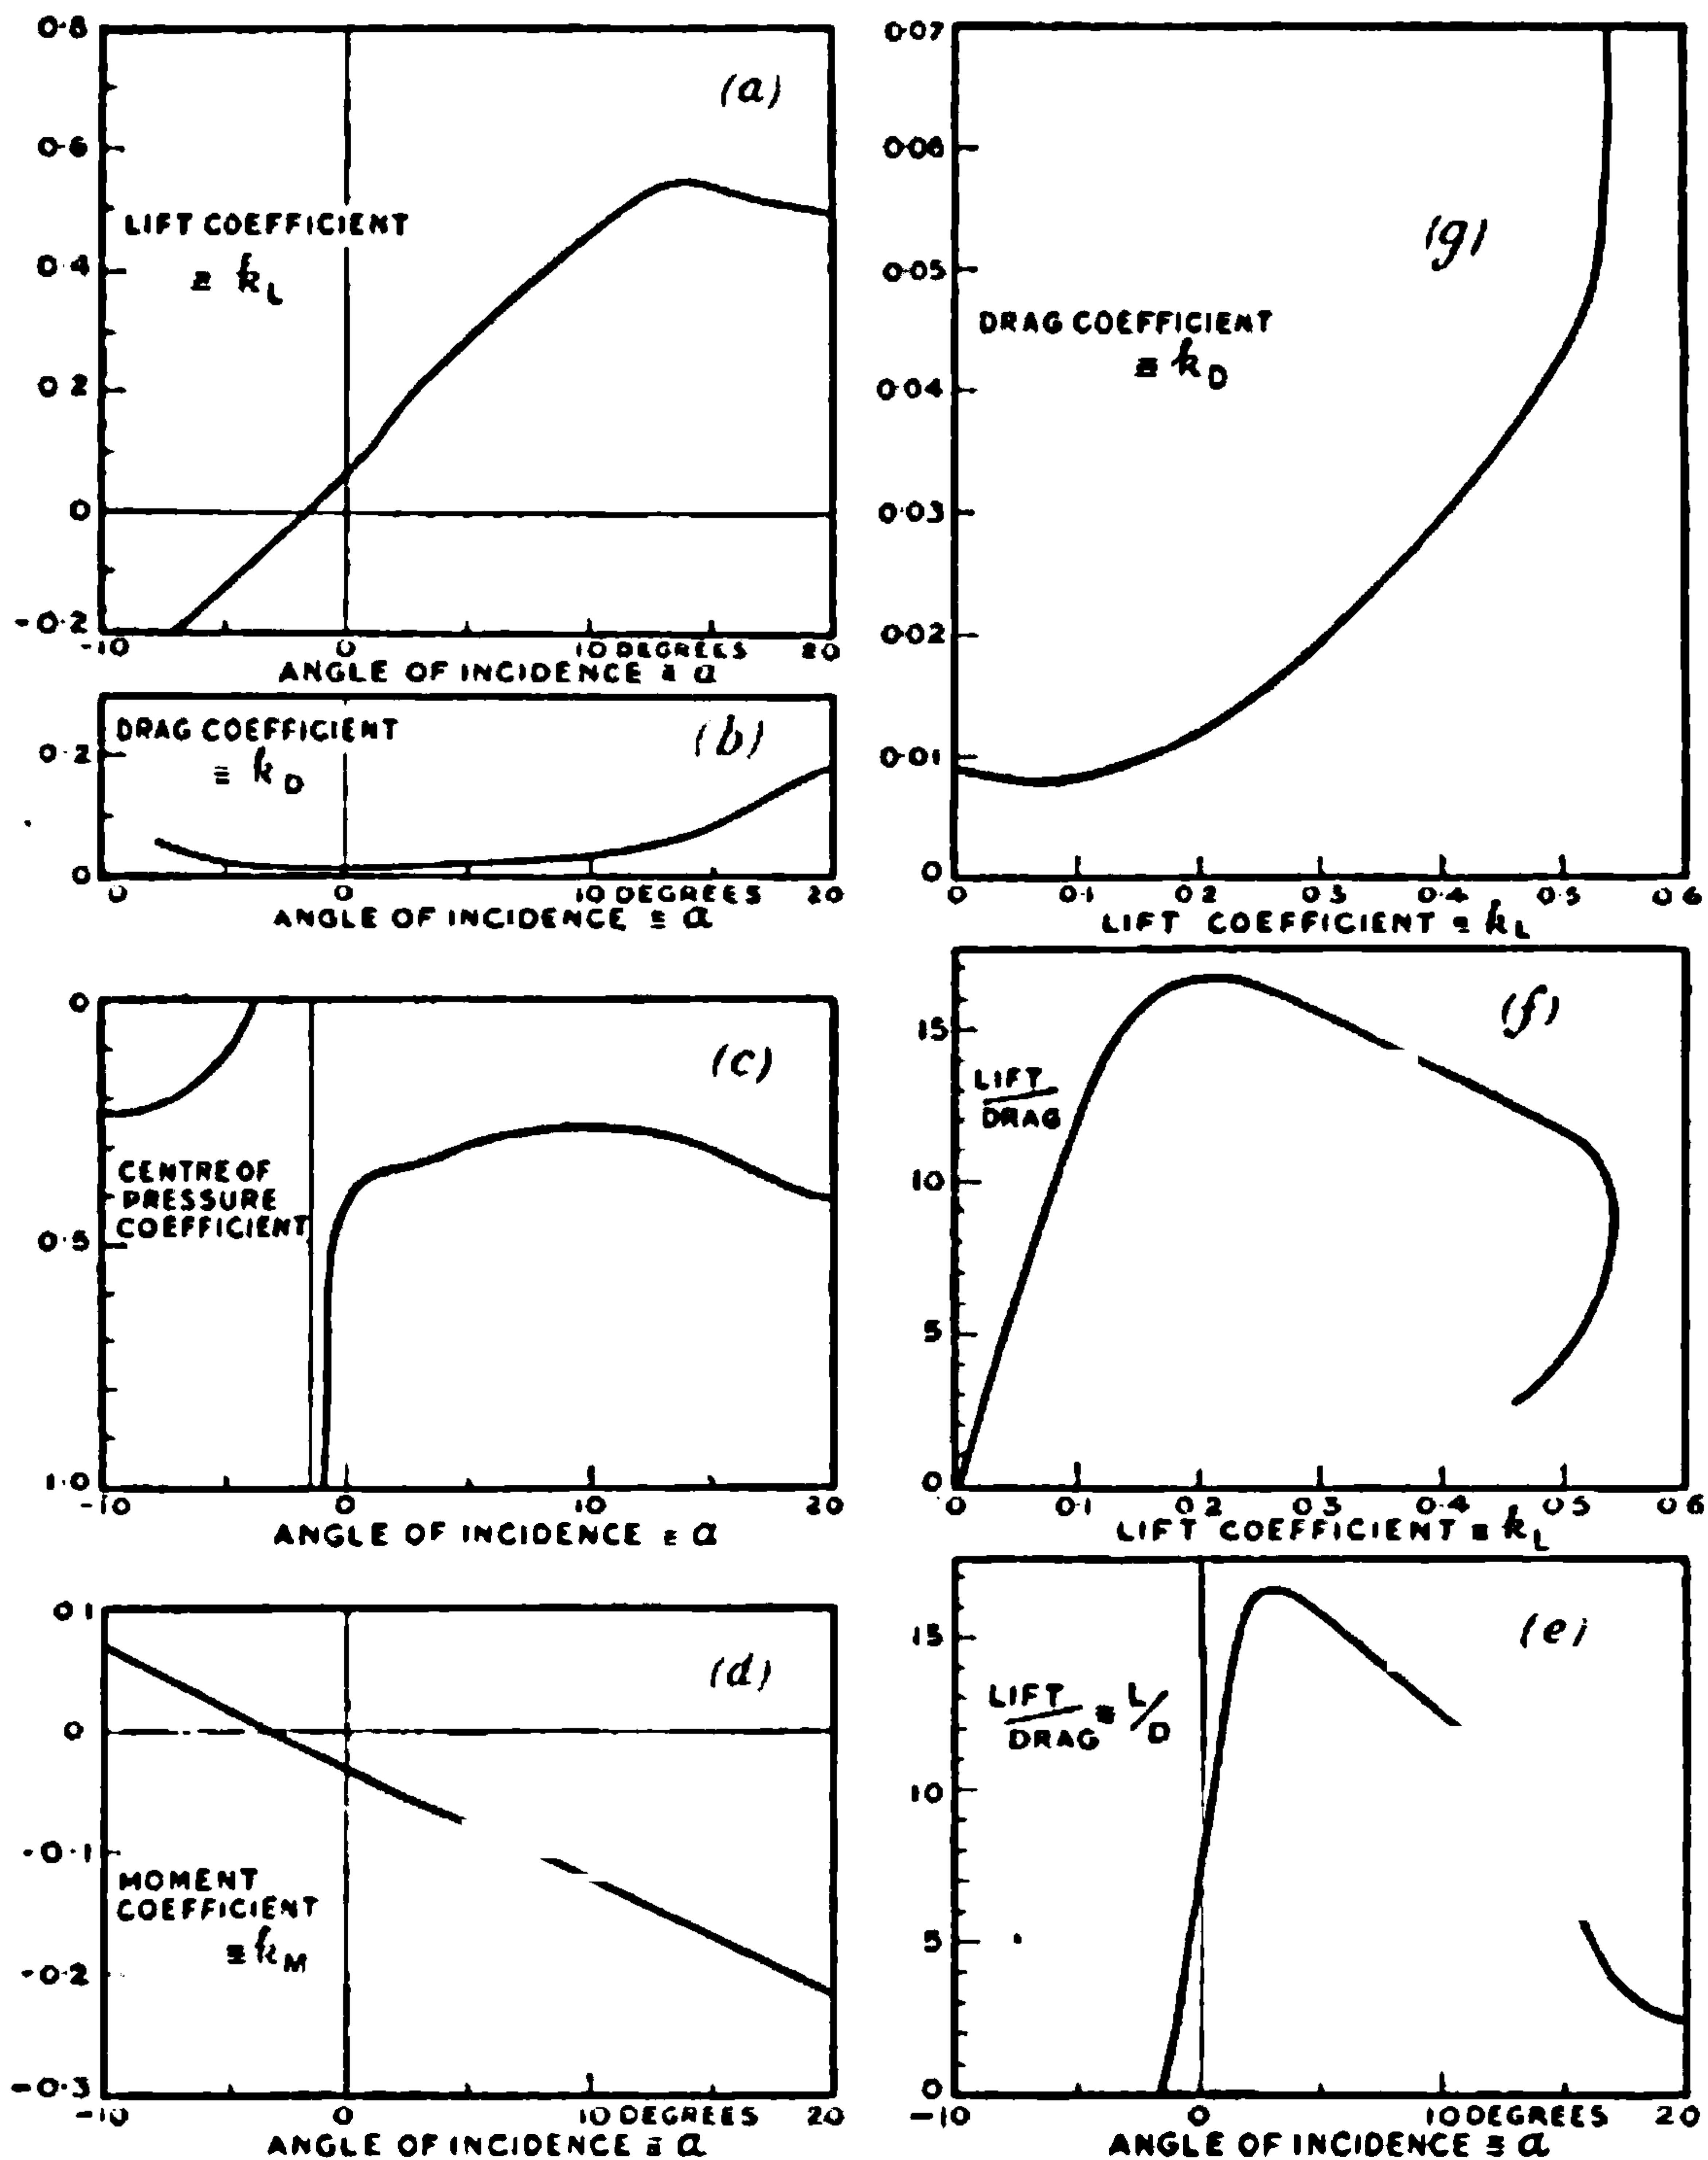 0·8
0·6
0·4
0·2
0
-0·2
(a)
LIFT COEFFICIENT
≡ kL
-10 0 10 DEGREES 20
ANGLE OF INCIDENCE ≡ α
DRAG COEFFICIENT
≡ kD
(b)
0·2
0
0 0 10 DEGREES 20
ANGLE OF INCIDENCE ≡ α
0
0·5
1·0
(c)
CENTRE OF
PRESSURE
COEFFICIENT
-10 0 10 20
ANGLE OF INCIDENCE ≡ α
0·1
0
-0·1
-0·2
-0·3
(d)
MOMENT
COEFFICIENT
≡ kM
-10 0 10 DEGREES 20
ANGLE OF INCIDENCE ≡ α
0·07
0·06
0·05
0·04
0·03
0·02
0·01
0
(g)
DRAG COEFFICIENT
≡ kD
0 0·1 0·2 0·3 0·4 0·5 0·6
LIFT COEFFICIENT ≡ kL
15
10
5
0
(f)
LIFT
DRAG
0 0·1 0·2 0·3 0·4 0·5 0·6
LIFT COEFFICIENT ≡ kL
15
10
5
0
(e)
LIFT/DRAG ≡ L/D
-10 0 10 DEGREES 20
ANGLE OF INCIDENCE ≡ α